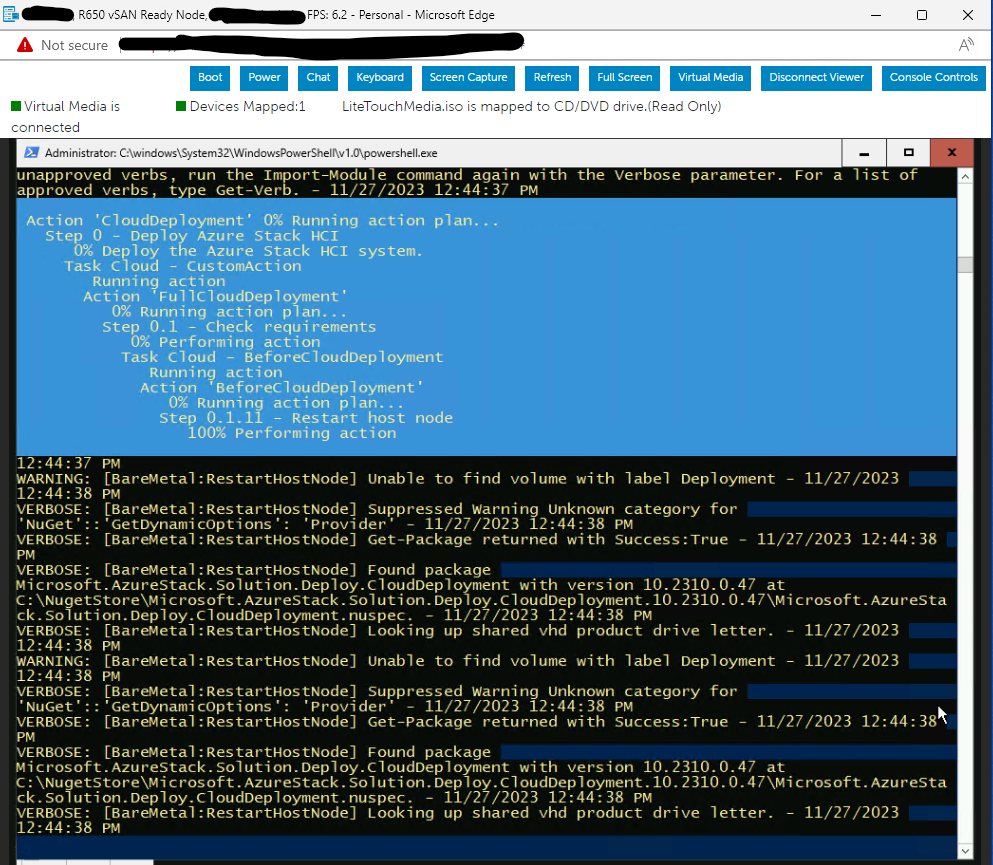 R650 vSAN Ready Node,
FPS: 6.2 - Personal - Microsoft Edge
Not secure
Boot Power Chat Keyboard Screen Capture Refresh Full Screen Virtual Media Disconnect Viewer Console Controls
Virtual Media is connected
Devices Mapped:1
LiteTouchMedia.iso is mapped to CD/DVD drive.(Read Only)
Administrator: C:\windows\System32\WindowsPowerShell\v1.0\powershell.exe
unapproved verbs, run the Import-Module command again with the Verbose parameter. For a list of
approved verbs, type Get-Verb. - 11/27/2023 12:44:37 PM
Action 'CloudDeployment' 0% Running action plan...
Step 0 - Deploy Azure Stack HCI
0% Deploy the Azure Stack HCI system.
Task Cloud - CustomAction
Running action
Action 'FullCloudDeployment'
0% Running action plan...
Step 0.1 - Check requirements
0% Performing action
Task Cloud - BeforeCloudDeployment
Running action
Action 'BeforeCloudDeployment'
0% Running action plan...
Step 0.1.11 - Restart host node
100% Performing action
12:44:37 PM
WARNING: [BareMetal:RestartHostNode] Unable to find volume with label Deployment - 11/27/2023
12:44:38 PM
VERBOSE: [BareMetal:RestartHostNode] Suppressed Warning Unknown category for
'NuGet'::'GetDynamicOptions': 'Provider' - 11/27/2023 12:44:38 PM
VERBOSE: [BareMetal:RestartHostNode] Get-Package returned with Success:True - 11/27/2023 12:44:38
PM
VERBOSE: [BareMetal:RestartHostNode] Found package
Microsoft.AzureStack.Solution.Deploy.CloudDeployment with version 10.2310.0.47 at
C:\NugetStore\Microsoft.AzureStack.Solution.Deploy.CloudDeployment.10.2310.0.47\Microsoft.AzureSta
ck.Solution.Deploy.CloudDeployment.nuspec. - 11/27/2023 12:44:38 PM
VERBOSE: [BareMetal:RestartHostNode] Looking up shared vhd product drive letter. - 11/27/2023
12:44:38 PM
WARNING: [BareMetal:RestartHostNode] Unable to find volume with label Deployment - 11/27/2023
12:44:38 PM
VERBOSE: [BareMetal:RestartHostNode] Suppressed Warning Unknown category for
'NuGet'::'GetDynamicOptions': 'Provider' - 11/27/2023 12:44:38 PM
VERBOSE: [BareMetal:RestartHostNode] Get-Package returned with Success:True - 11/27/2023 12:44:38
PM
VERBOSE: [BareMetal:RestartHostNode] Found package
Microsoft.AzureStack.Solution.Deploy.CloudDeployment with version 10.2310.0.47 at
C:\NugetStore\Microsoft.AzureStack.Solution.Deploy.CloudDeployment.10.2310.0.47\Microsoft.AzureSta
ck.Solution.Deploy.CloudDeployment.nuspec. - 11/27/2023 12:44:38 PM
VERBOSE: [BareMetal:RestartHostNode] Looking up shared vhd product drive letter. - 11/27/2023
12:44:38 PM